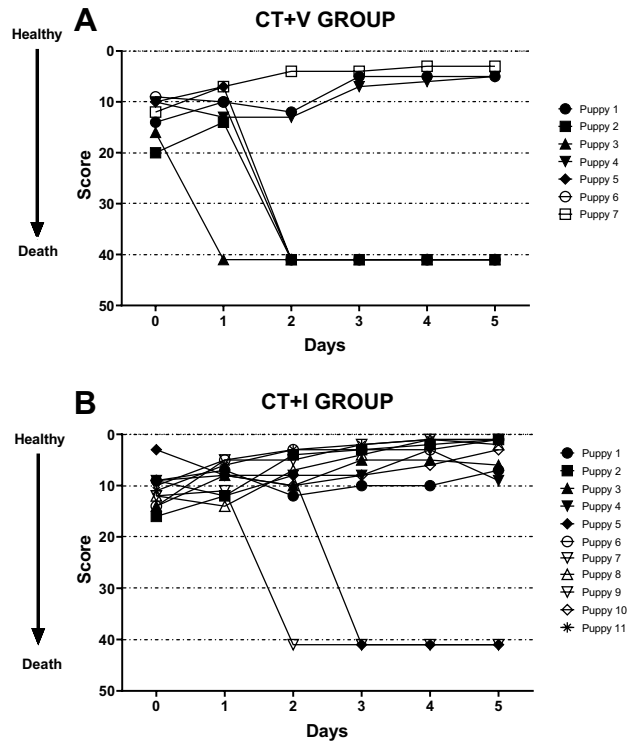 A
CT+V GROUP
Healthy
Death
Score
0
10
20
30
40
50
0 1 2 3 4 5
Days
Puppy 1
Puppy 2
Puppy 3
Puppy 4
Puppy 5
Puppy 6
Puppy 7
B
CT+I GROUP
Healthy
Death
Score
0
10
20
30
40
50
0 1 2 3 4 5
Days
Puppy 1
Puppy 2
Puppy 3
Puppy 4
Puppy 5
Puppy 6
Puppy 7
Puppy 8
Puppy 9
Puppy 10
Puppy 11